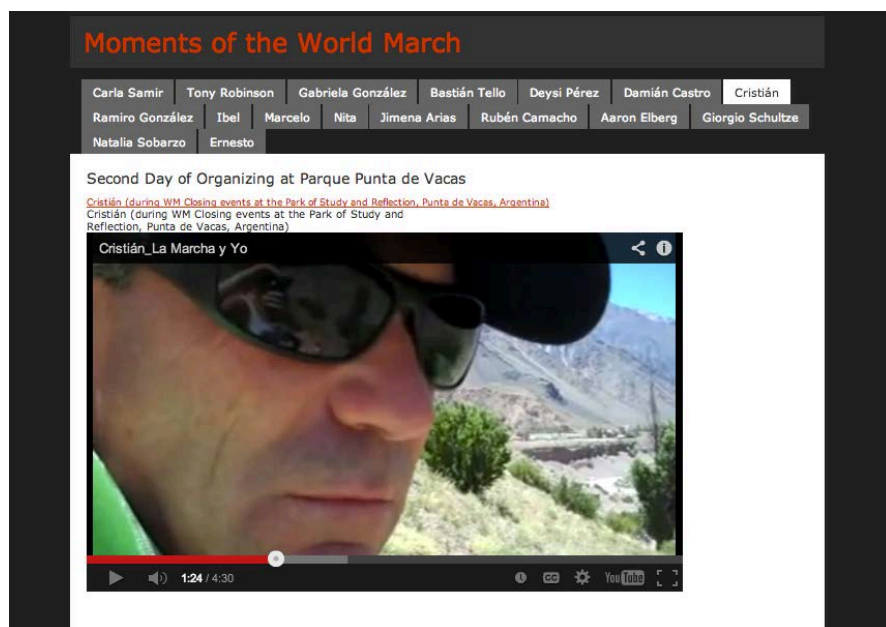 Moments of the World March
Carla Samir Tony Robinson Gabriela González Bastián Tello Deysi Pérez Damián Castro Cristián
Ramiro González Ibel Marcelo Nita Jimena Arias Rubén Camacho Aaron Elberg Giorgio Schultze
Natalia Sobarzo Ernesto
Second Day of Organizing at Parque Punta de Vacas
Cristián (during WM Closing events at the Park of Study and Reflection, Punta de Vacas, Argentina)
Cristián (during WM Closing events at the Park of Study and
Reflection, Punta de Vacas, Argentina)
Cristián_La Marcha y Yo
1:24 / 4:30 CC YouTube